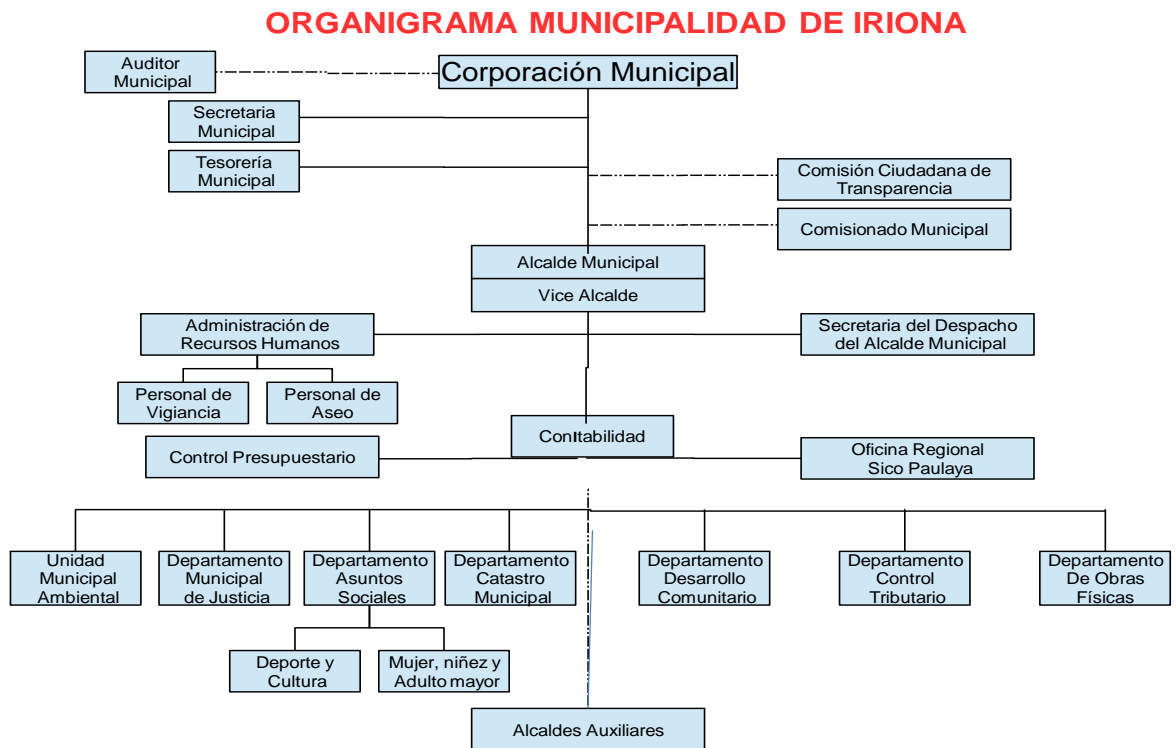 ORGANIGRAMA MUNICIPALIDAD DE IRIONA
Auditor
Municipal
Corporación Municipal
Secretaria
Municipal
Tesorería
Municipal
Comisión Ciudadana de
Transparencia
Comisionado Municipal
Alcalde Municipal
Vice Alcalde
Administración de
Recursos Humanos
Secretaria del Despacho
del Alcalde Municipal
Personal de
Vigiancia
Personal de
Aseo
Contabilidad
Control Presupuestario
Oficina Regional
Sico Paulaya
Unidad
Municipal
Ambiental
Departamento
Municipal
de Justicia
Departamento
Asuntos
Sociales
Departamento
Catastro
Municipal
Departamento
Desarrollo
Comunitario
Departamento
Control
Tributario
Departamento
De Obras
Físicas
Deporte y
Cultura
Mujer, niñez y
Adulto mayor
Alcaldes Auxiliares